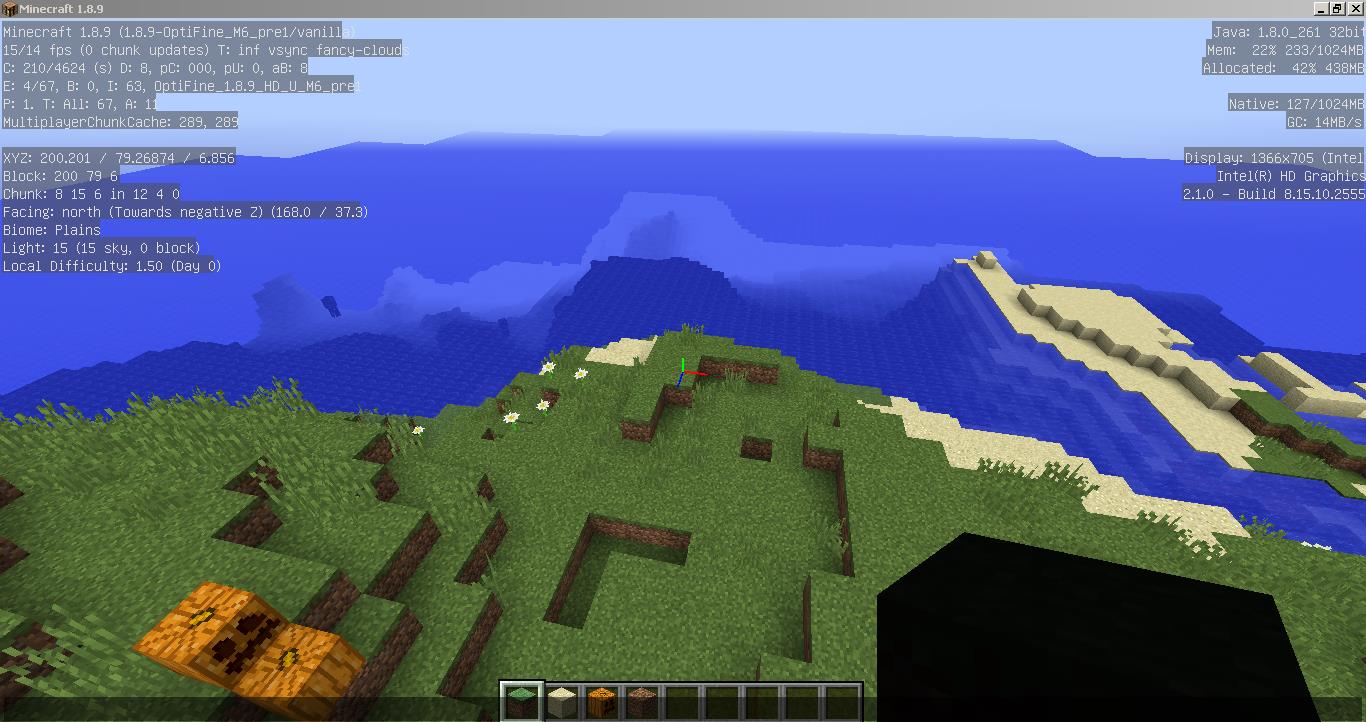 Minecraft 1.8.9
Minecraft 1.8.9 (1.8.9-OptiFine_M6_pre1/vanilla)
15/14 fps (0 chunk updates) T: inf vsync fancy-clouds
C: 210/4624 (s) D: 8, pC: 000, pU: 0, aB: 8
E: 4/67, B: 0, I: 63, OptiFine_1.8.9_HD_U_M6_pre1
P: 1. T: All: 67, A: 11
MultiplayerChunkCache: 289, 289
XYZ: 200.201 / 79.26874 / 6.856
Block: 200 79 6
Chunk: 8 15 6 in 12 4 0
Facing: north (Towards negative Z) (168.0 / 37.3)
Biome: Plains
Light: 15 (15 sky, 0 block)
Local Difficulty: 1.50 (Day 0)
Java: 1.8.0_261 32bit
Mem: 22% 233/1024MB
Allocated: 42% 438MB
Native: 127/1024MB
GC: 14MB/s
Display: 1366x705 (Intel
Intel(R) HD Graphics
2.1.0 - Build 8.15.10.2555